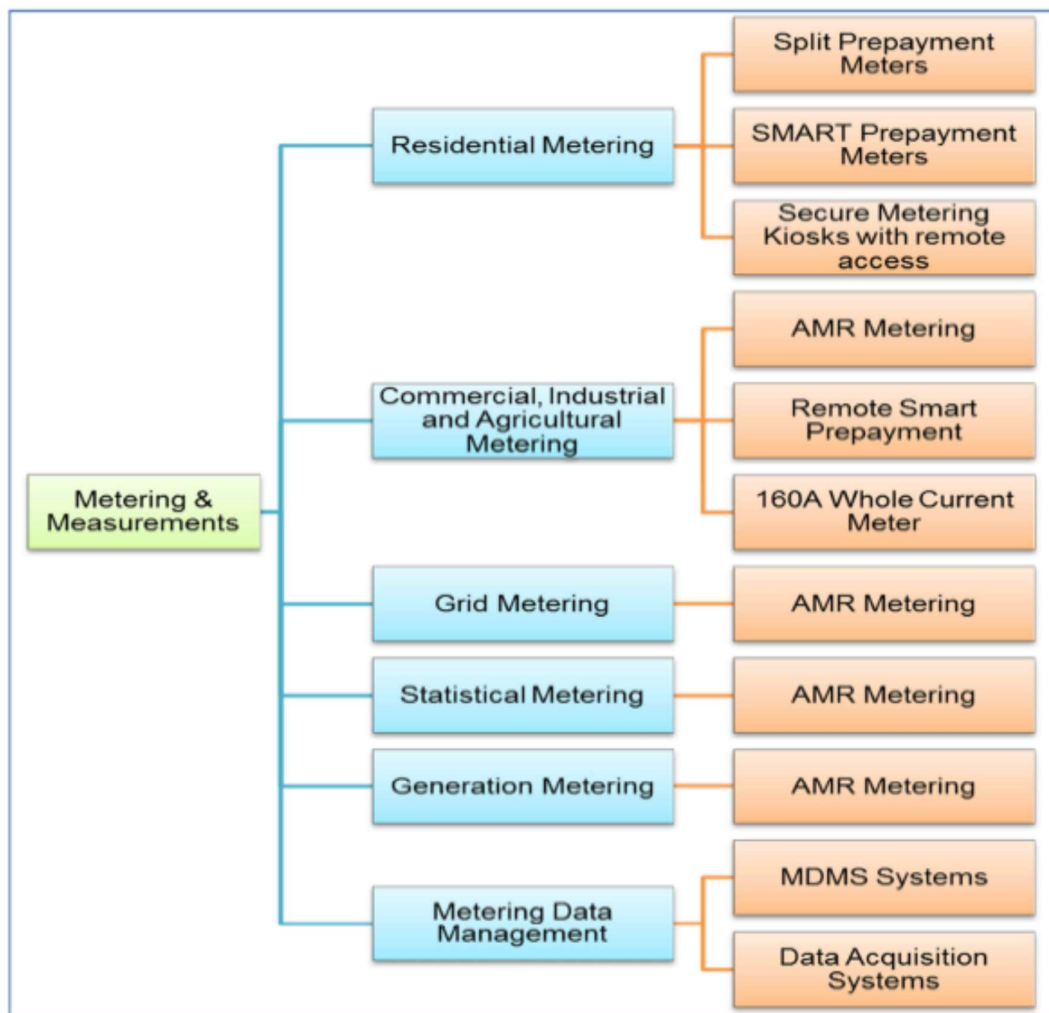 Metering &
Measurements
Residential Metering
Split Prepayment
Meters
SMART Prepayment
Meters
Secure Metering
Kiosks with remote
access
Commercial, Industrial
and Agricultural
Metering
AMR Metering
Remote Smart
Prepayment
160A Whole Current
Meter
Grid Metering
AMR Metering
Statistical Metering
AMR Metering
Generation Metering
AMR Metering
Metering Data
Management
MDMS Systems
Data Acquisition
Systems